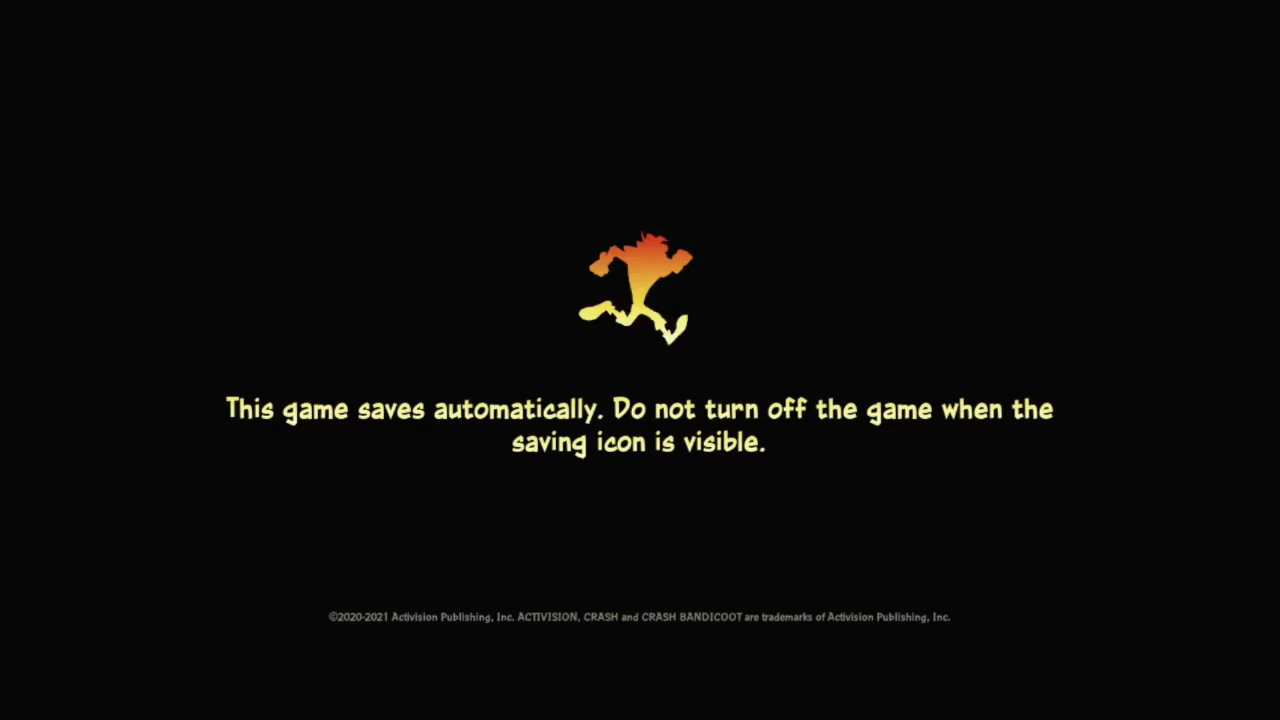 This game saves automatically. Do not turn off the game when the
saving icon is visible.
©2020-2021 Activision Publishing, Inc. ACTIVISION, CRASH and CRASH BANDICOOT are trademarks of Activision Publishing, Inc.